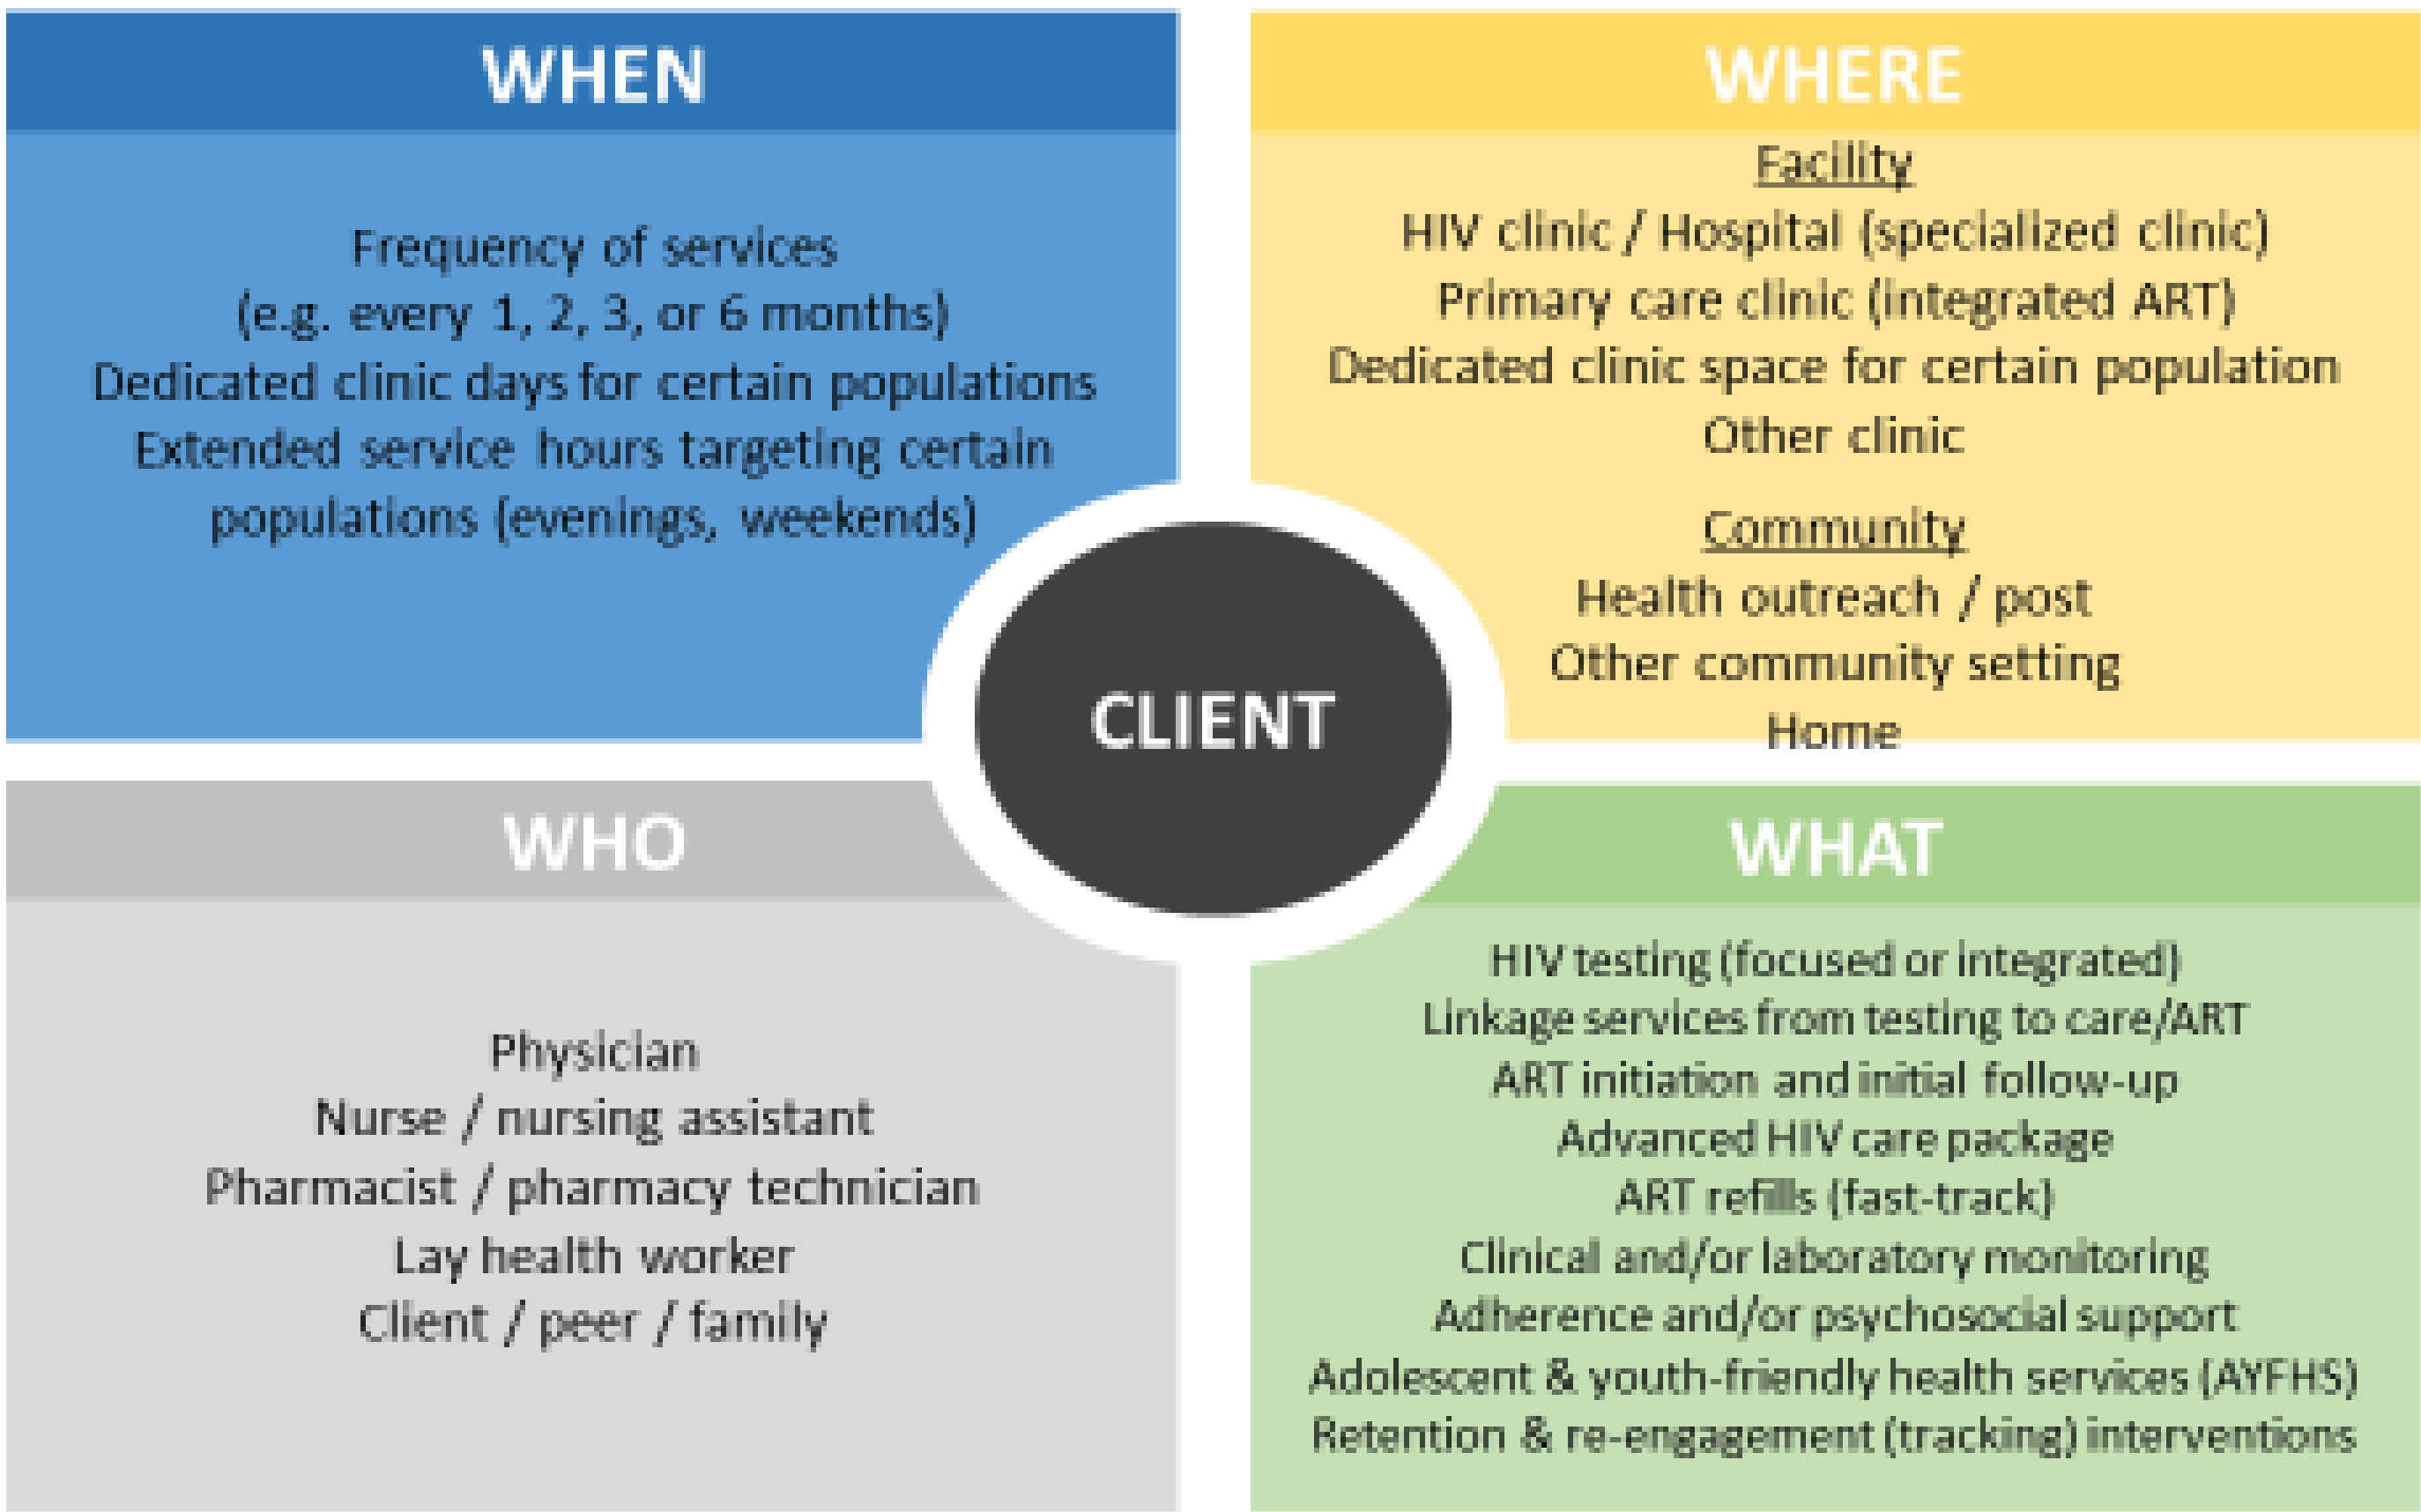 WHEN
Frequency of services
(e.g. every 1, 2, 3, or 6 months)
Dedicated clinic days for certain populations
Extended service hours targeting certain
populations (evenings, weekends)
WHERE
Facility
HIV clinic / Hospital (specialized clinic)
Primary care clinic (integrated ART)
Dedicated clinic space for certain population
Other clinic
Community
Health outreach / post
Other community setting
Home
CLIENT
WHO
Physician
Nurse / nursing assistant
Pharmacist / pharmacy technician
Lay health worker
Client / peer / family
WHAT
HIV testing (focused or integrated)
Linkage services from testing to care/ART
ART initiation and initial follow-up
Advanced HIV care package
ART refills (fast-track)
Clinical and/or laboratory monitoring
Adherence and/or psychosocial support
Adolescent & youth-friendly health services (AYFHS)
Retention & re-engagement (tracking) interventions